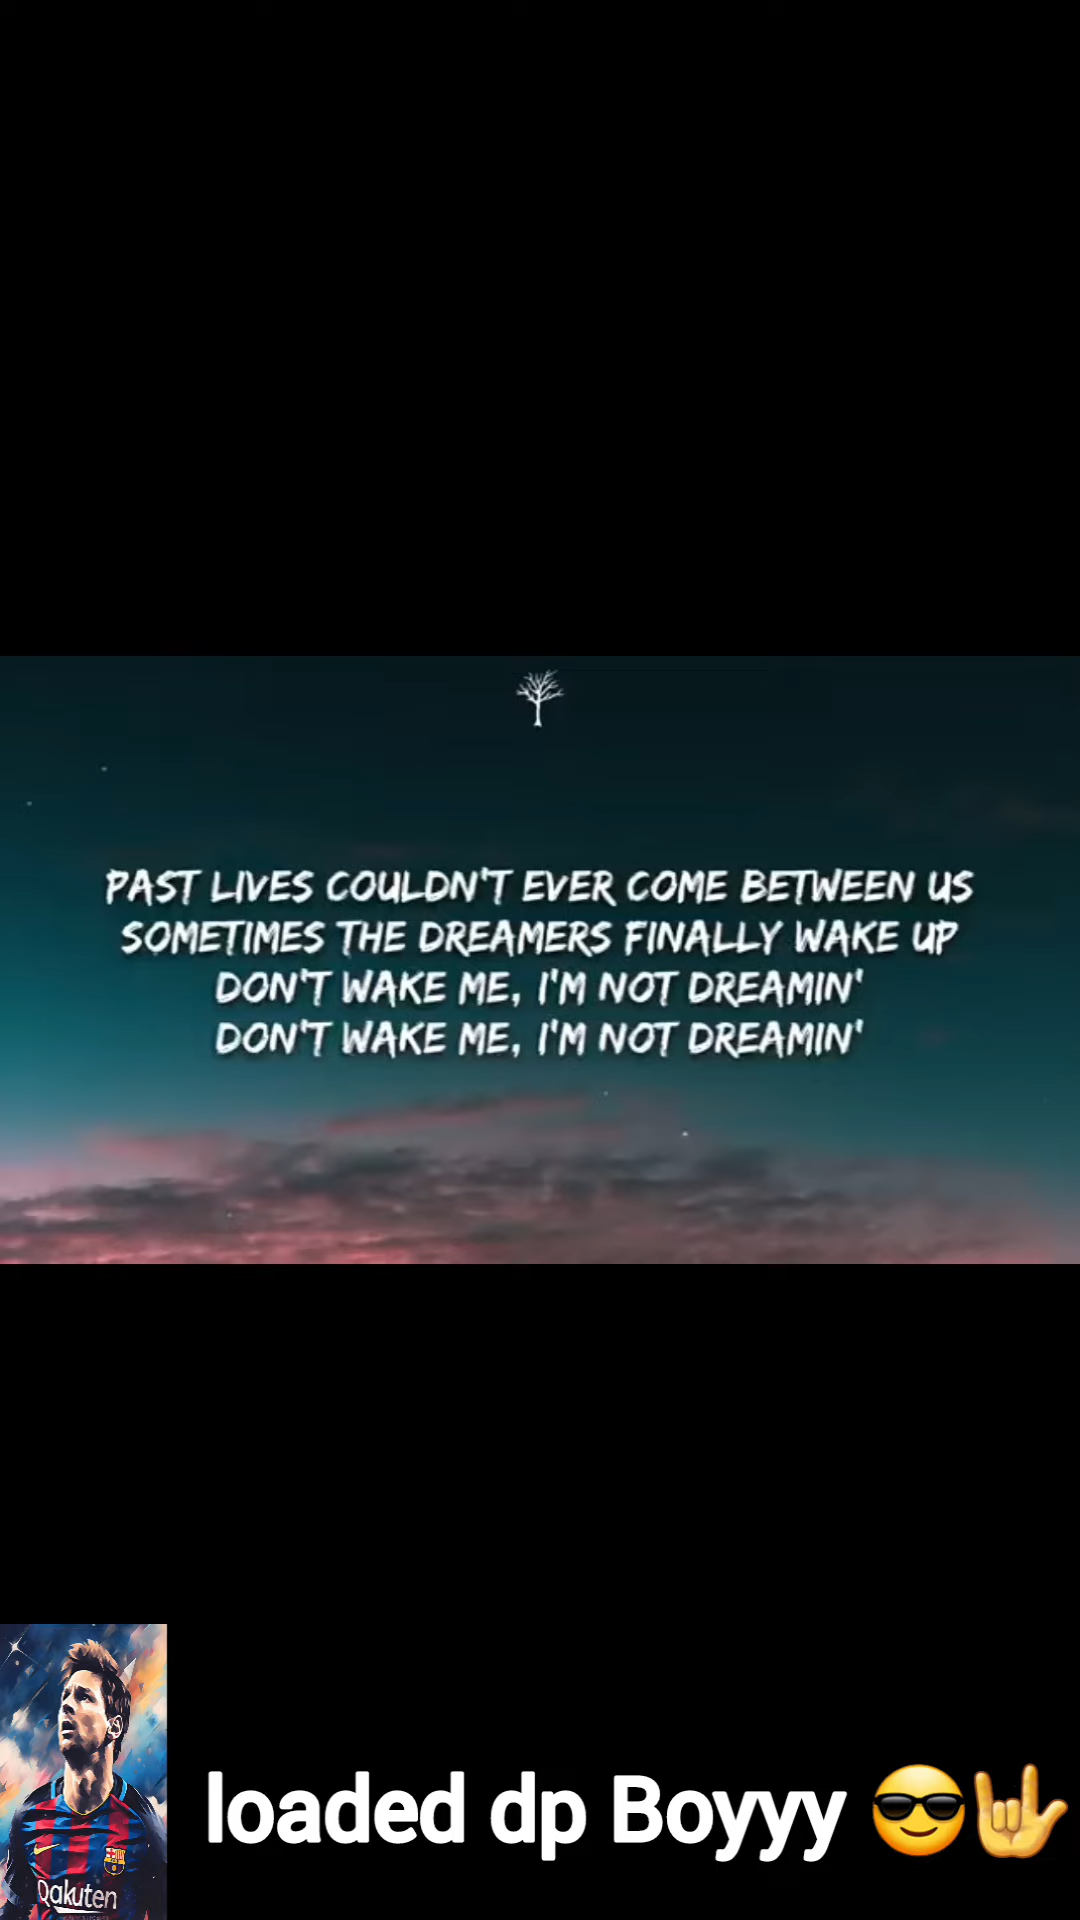 PAST LIVES COULDN'T EVER COME BETWEEN US
SOMETIMES THE DREAMERS FINALLY WAKE UP
DON'T WAKE ME, I'M NOT DREAMIN'
DON'T WAKE ME, I'M NOT DREAMIN'
Rakuten
loaded dp Boyyy 😎🤟